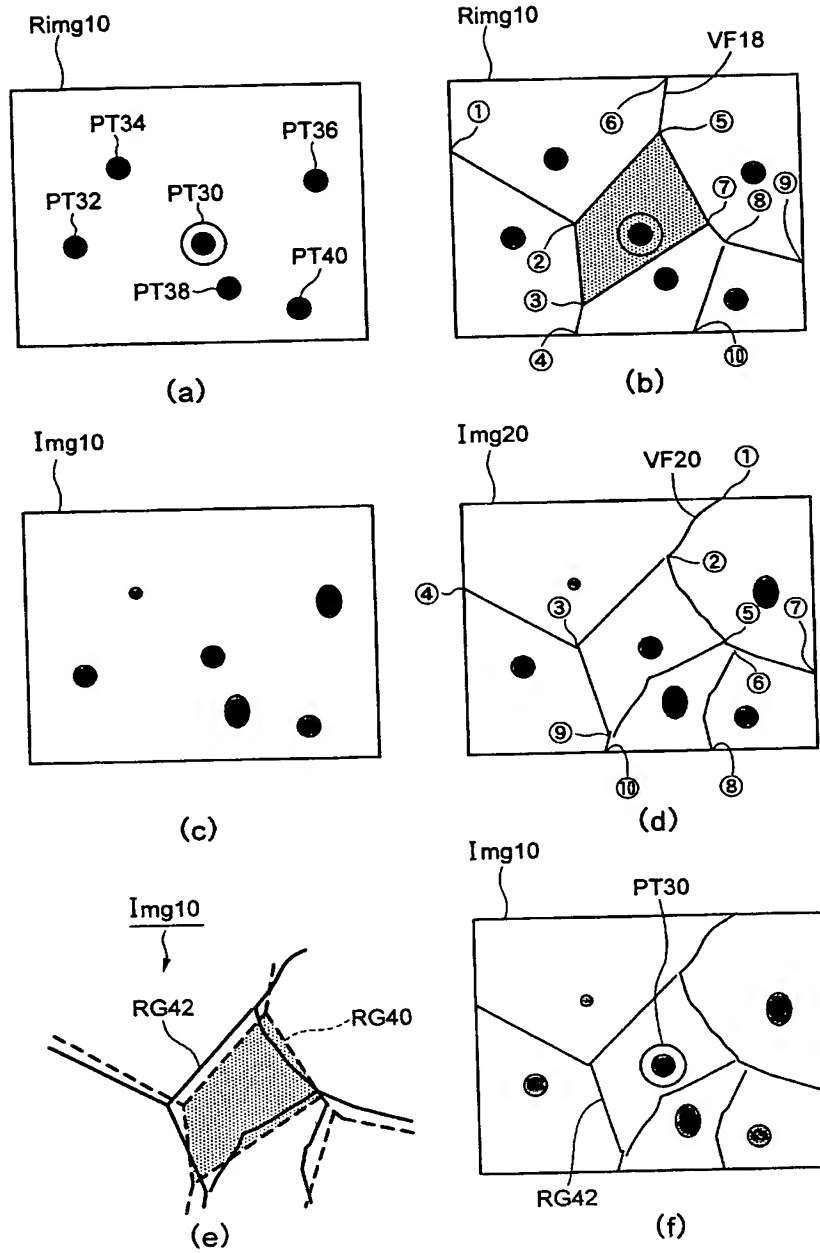 Rimg10
PT34
PT36
PT32
PT30
PT38
PT40
(a)
Rimg10
VF18
① ⑥ ⑤
⑦ ⑧ ⑨
②
③
④ ⑩
(b)
Img10
(c)
Img20
VF20 ①
②
④ ③ ⑤ ⑦
⑥
⑨
⑩ ⑧
(d)
Img10
RG42
RG40
(e)
Img10
PT30
RG42
(f)